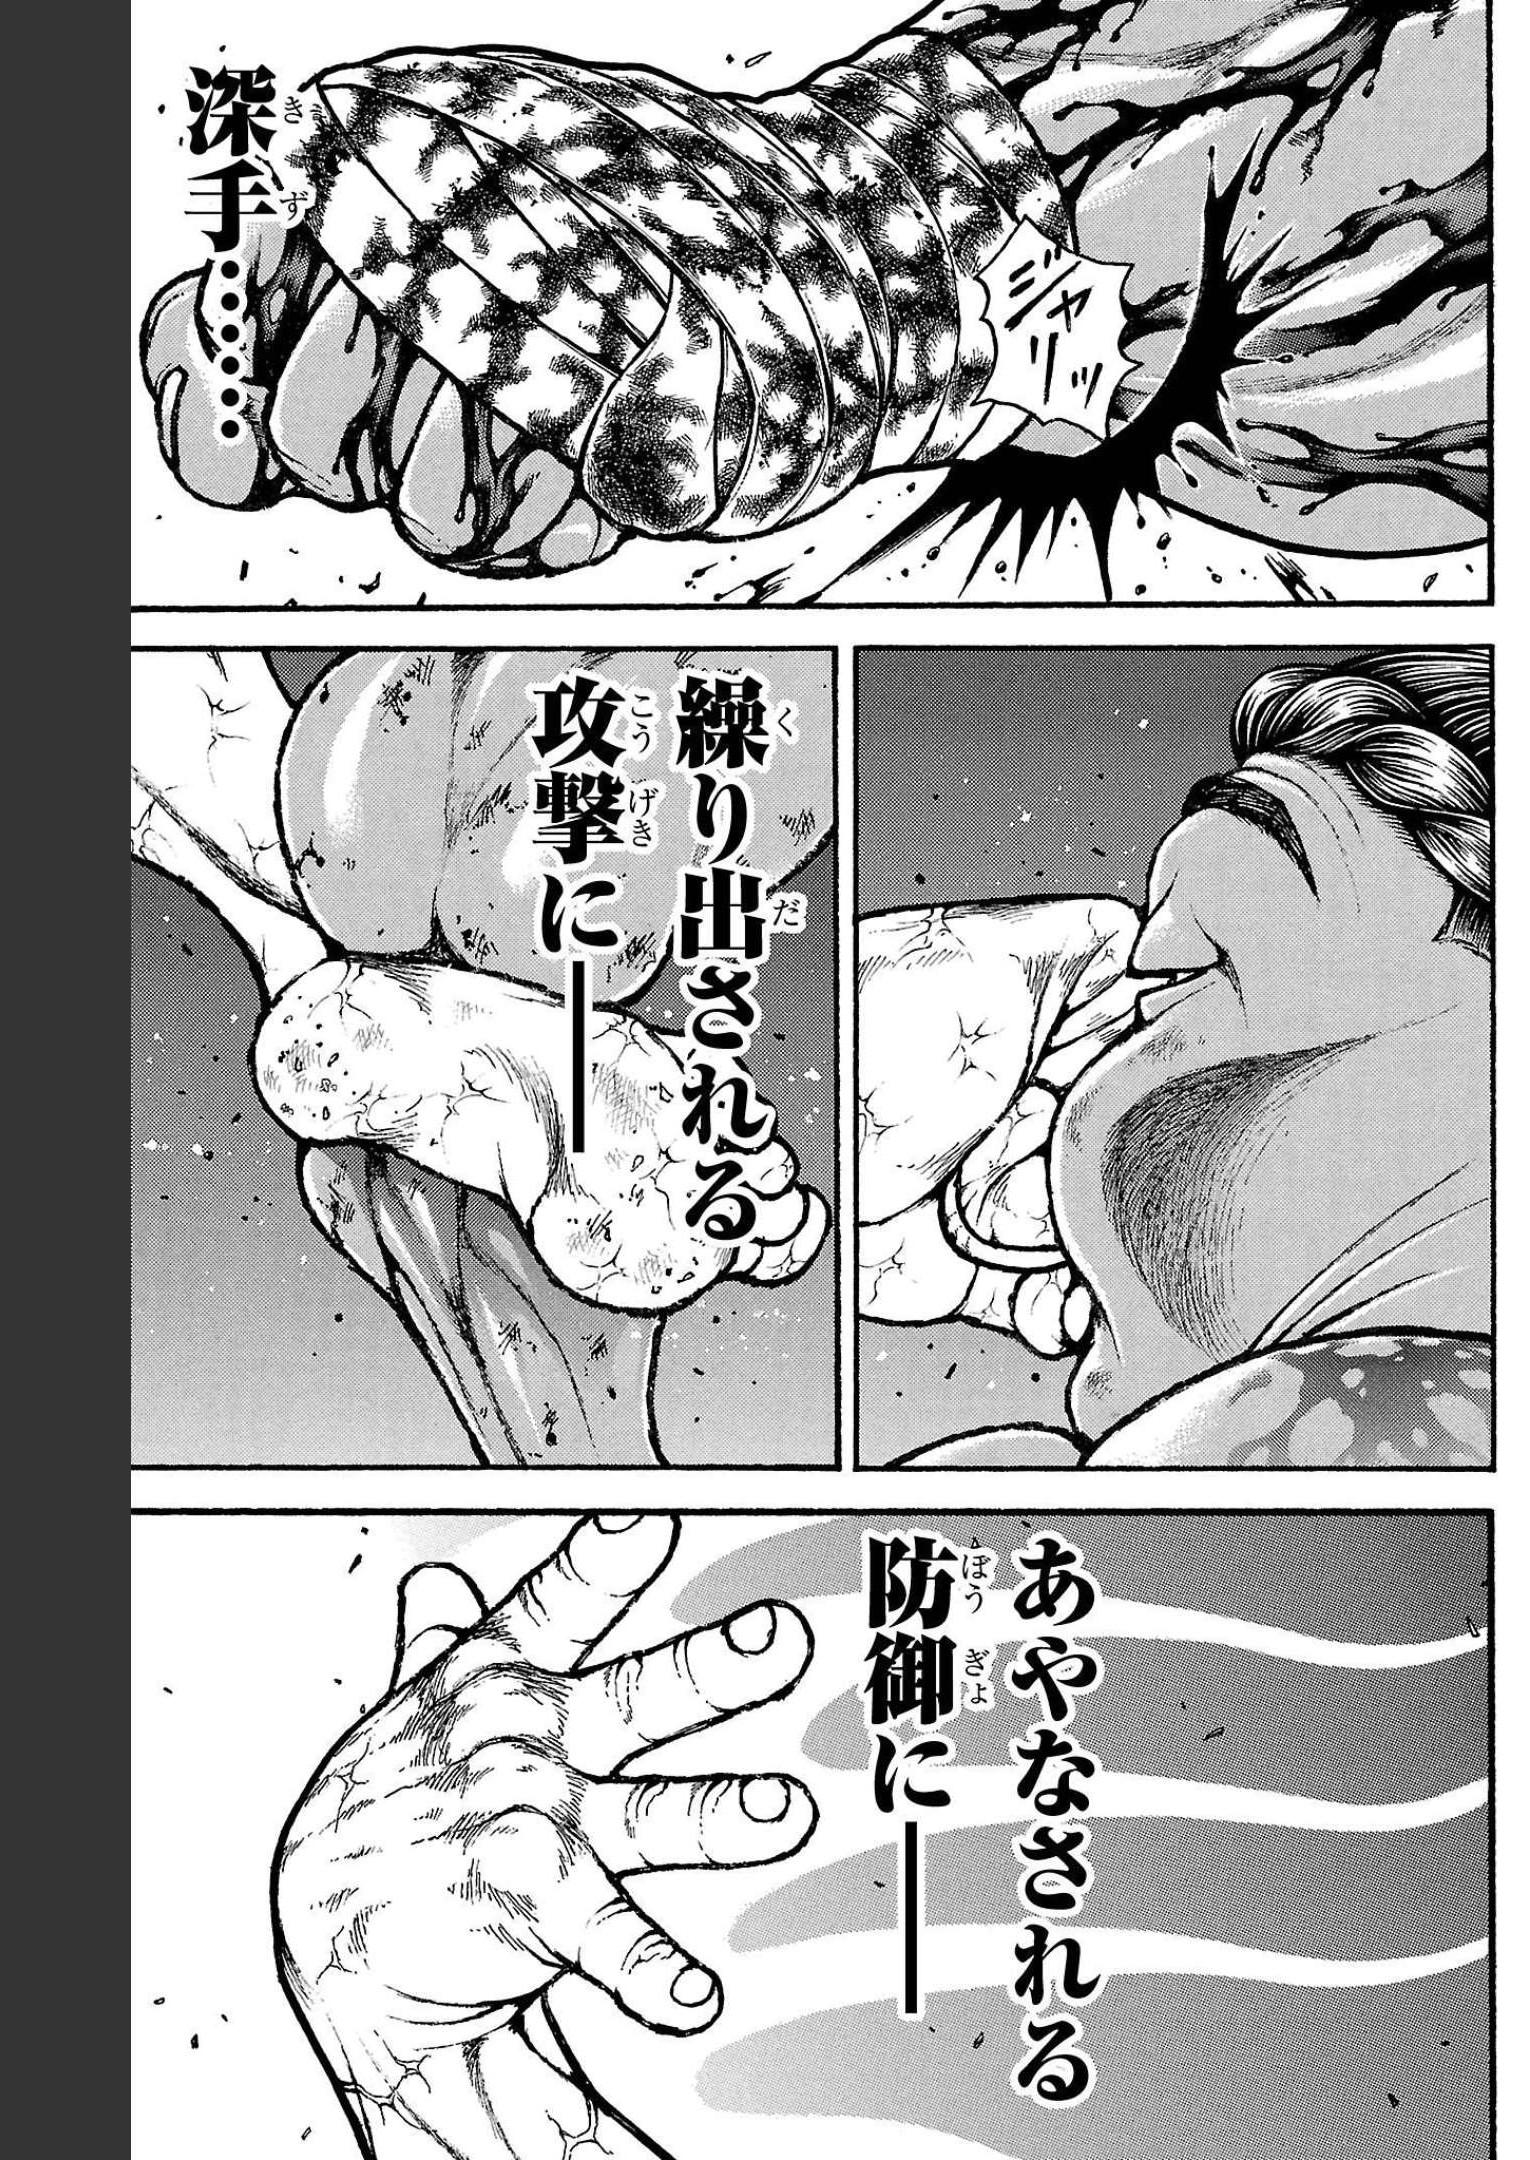 ジャリッ
深手……
繰り出される
攻撃に──
あやなされる
防御に──